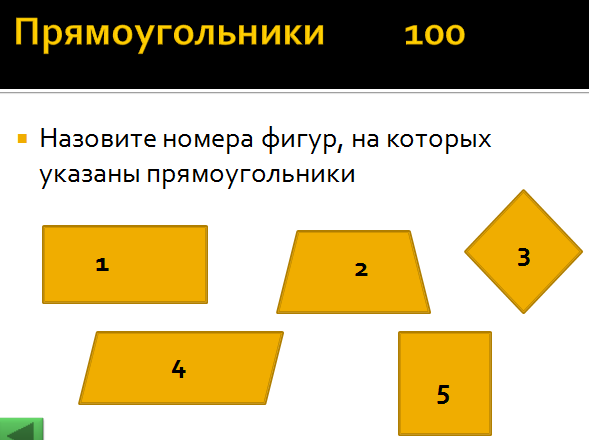 Прямоугольники 100
Назовите номера фигур, на которых
указаны прямоугольники
1
2
3
4
5